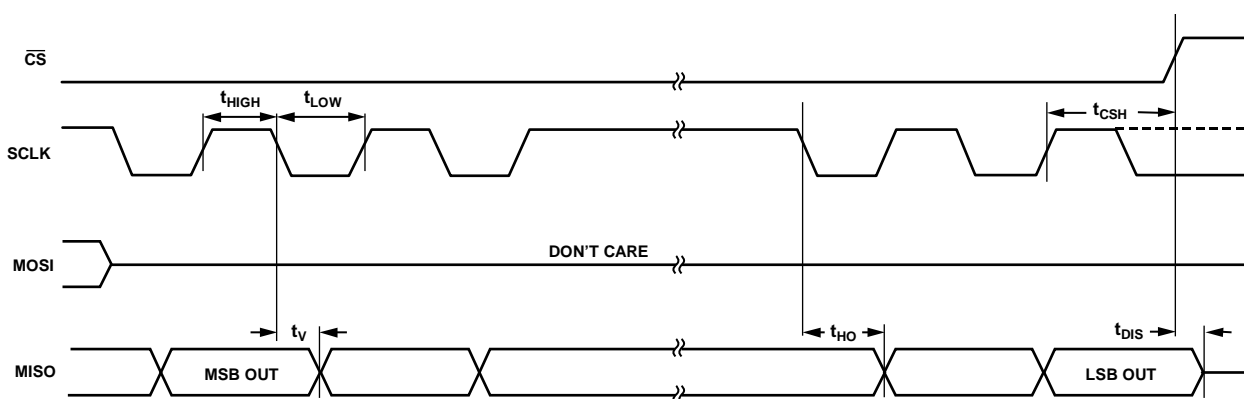 CS
tHIGH tLOW tCSH
SCLK
DON'T CARE
MOSI
tV tHO tDIS
MISO MSB OUT LSB OUT